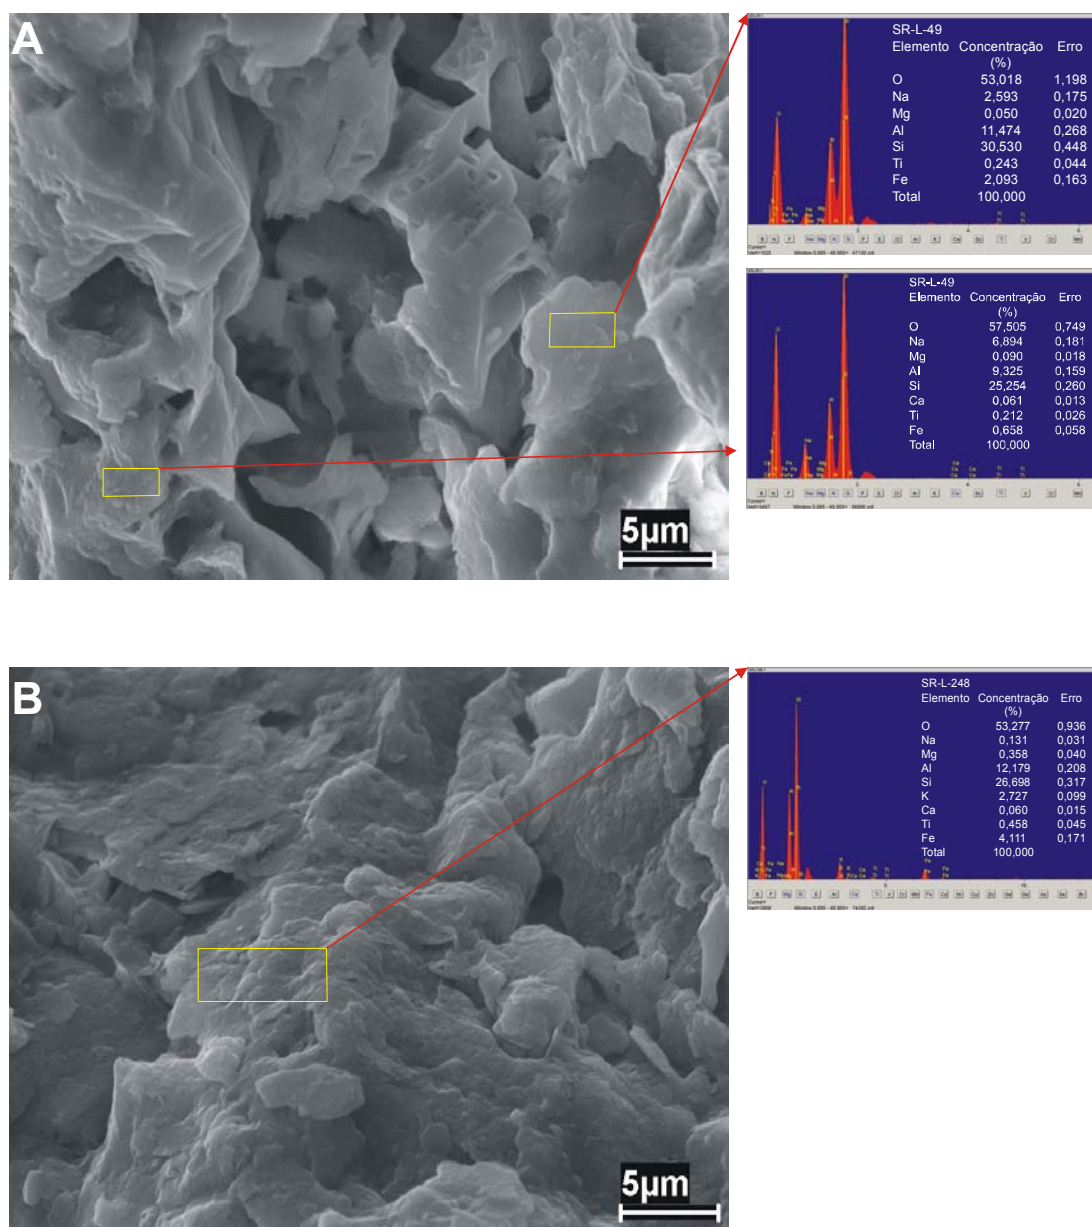 A
SR-L-49
Elemento Concentração Erro
(%)
O 53,018 1,198
Na 2,593 0,175
Mg 0,050 0,020
Al 11,474 0,268
Si 30,530 0,448
Ti 0,243 0,044
Fe 2,093 0,163
Total 100,000
SR-L-49
Elemento Concentração Erro
(%)
O 57,505 0,749
Na 6,894 0,181
Mg 0,090 0,018
Al 9,325 0,159
Si 25,254 0,260
Ca 0,061 0,013
Ti 0,212 0,026
Fe 0,658 0,058
Total 100,000
5µm
B
SR-L-248
Elemento Concentração Erro
(%)
O 53,277 0,936
Na 0,131 0,031
Mg 0,358 0,040
Al 12,179 0,208
Si 26,698 0,317
K 2,727 0,099
Ca 0,060 0,015
Ti 0,458 0,045
Fe 4,111 0,171
Total 100,000
5µm